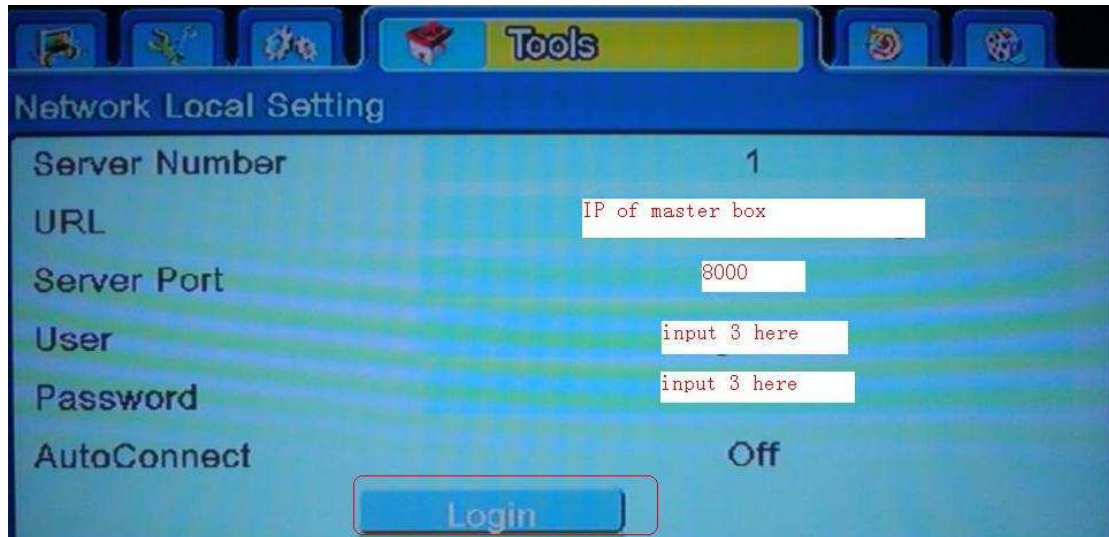 Tools
Network Local Setting
Server Number 1
URL IP of master box
Server Port 8000
User input 3 here
Password input 3 here
AutoConnect Off
Login